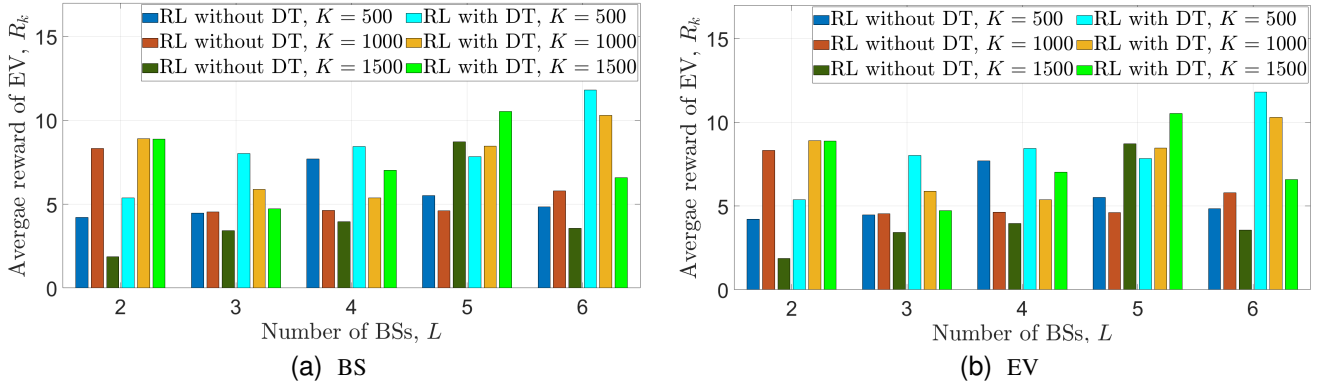 RL without DT, K = 500 RL with DT, K = 500
RL without DT, K = 1000 RL with DT, K = 1000
RL without DT, K = 1500 RL with DT, K = 1500
Avergae reward of EV, R_k
15
10
5
0
2 3 4 5 6
Number of BSs, L
(a) BS
RL without DT, K = 500 RL with DT, K = 500
RL without DT, K = 1000 RL with DT, K = 1000
RL without DT, K = 1500 RL with DT, K = 1500
Avergae reward of EV, R_k
15
10
5
0
2 3 4 5 6
Number of BSs, L
(b) EV